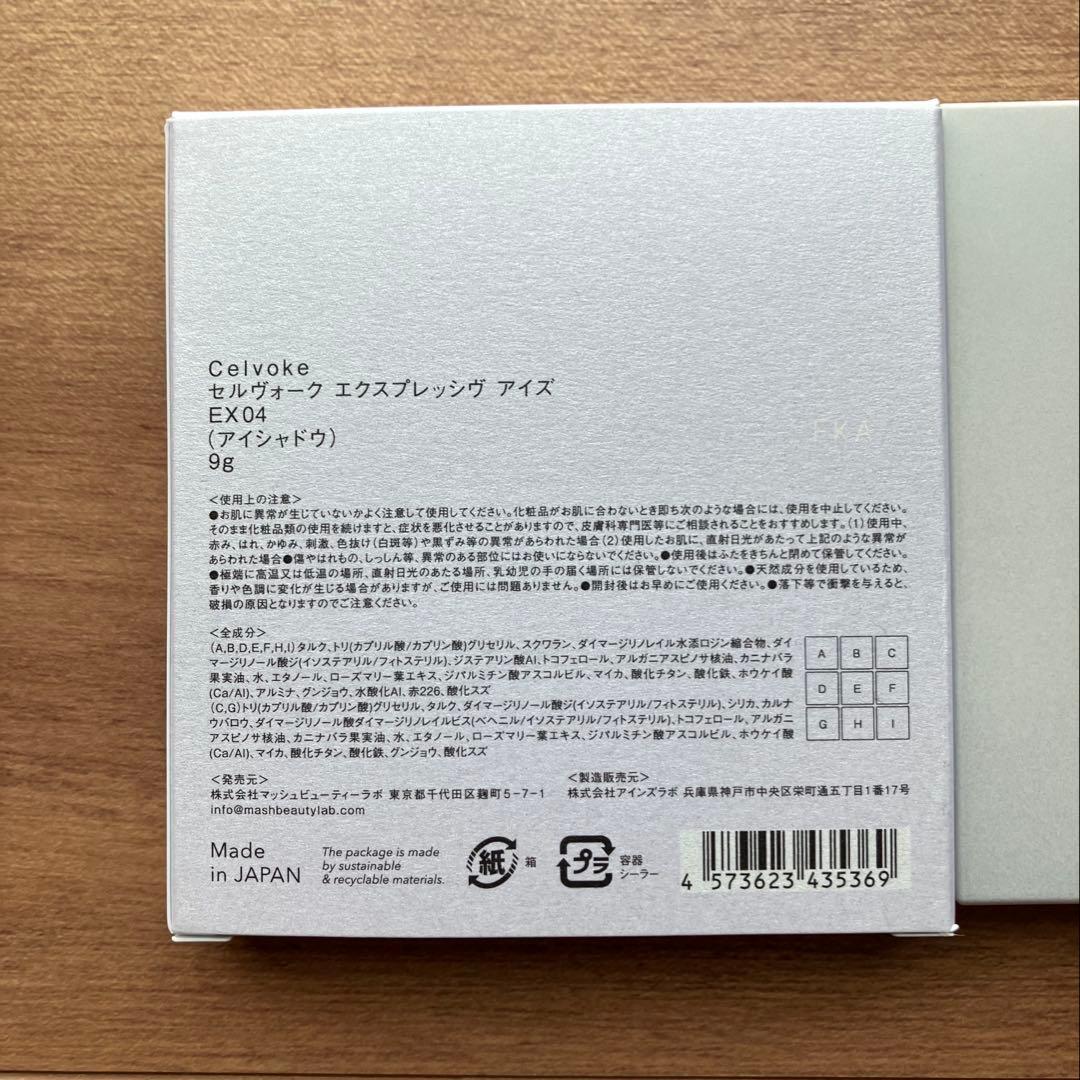 Celvoke
セルヴォーク エクスプレッシヴ アイズ
EX04
(アイシャドウ)
9g
FKA
<使用上の注意>
●お肌に異常が生じていないかよく注意して使用してください。化粧品がお肌に合わないとき即ち次のような場合には、使用を中止してください。
そのまま化粧品類の使用を続けますと、症状を悪化させることがありますので、皮膚科専門医等にご相談されることをおすすめします。(1)使用中、
赤み、はれ、かゆみ、刺激、色抜け(白斑等)や黒ずみ等の異常があらわれた場合(2)使用したお肌に、直射日光があたって上記のような異常が
あらわれた場合●傷やはれもの、しっしん等、異常のある部位にはお使いにならないでください。●使用後はふたをきちんと閉めて保管してください。
●極端に高温又は低温の場所、直射日光のあたる場所、乳幼児の手の届く場所には保管しないでください。●天然成分を使用しているため、
香りや色調に変化が生じる場合がありますが、ご使用には問題ありません。●開封後はお早めにご使用ください。●落下等で衝撃を与えると、
破損の原因となりますのでご注意ください。
<全成分>
(A,B,D,E,F,H,I)タルク、トリ(カプリル酸/カプリン酸)グリセリル、スクワラン、ダイマージリノレイル水添ロジン縮合物、ダイ
マージリノール酸ジ(イソステアリル/フィトステリル)、ジステアリン酸Al、トコフェロール、アルガニアスピノサ核油、カニナバラ
果実油、水、エタノール、ローズマリー葉エキス、ジパルミチン酸アスコルビル、マイカ、酸化チタン、酸化鉄、ホウケイ酸
(Ca/Al)、アルミナ、グンジョウ、水酸化Al、赤226、酸化スズ
(C,G)トリ(カプリル酸/カプリン酸)グリセリル、タルク、ダイマージリノール酸ジ(イソステアリル/フィトステリル)、シリカ、カルナ
ウバロウ、ダイマージリノール酸ダイマージリノレイルビス(ベヘニル/イソステアリル/フィトステリル)、トコフェロール、アルガニ
アスピノサ核油、カニナバラ果実油、水、エタノール、ローズマリー葉エキス、ジパルミチン酸アスコルビル、ホウケイ酸
(Ca/Al)、マイカ、酸化チタン、酸化鉄、グンジョウ、酸化スズ
A B C
D E F
G H I
<発売元>
株式会社マッシュビューティーラボ 東京都千代田区麹町5-7-1
info@mashbeautylab.com
<製造販売元>
株式会社アインズラボ 兵庫県神戸市中央区栄町通五丁目1番17号
Made
in JAPAN
The package is made
by sustainable
& recyclable materials.
紙
箱
プラ
容器
シーラー
4 573623 435369